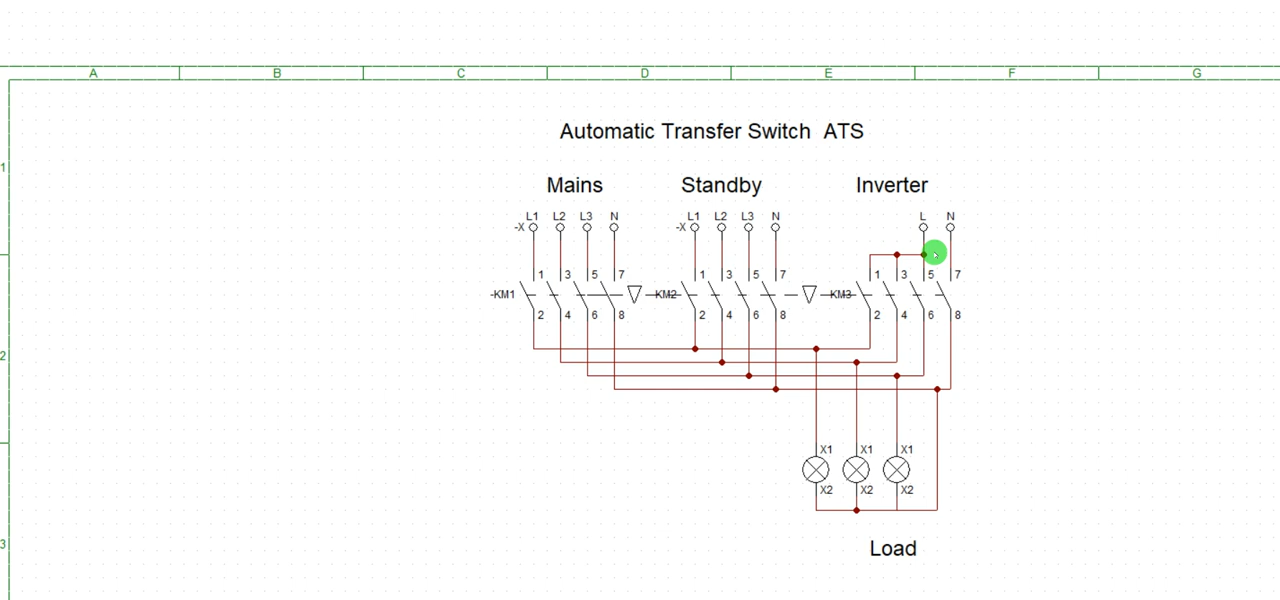 A B C D E F G
Automatic Transfer Switch ATS
1
Mains Standby Inverter
L1 L2 L3 N L1 L2 L3 N L N
-X -X
1 3 5 7 1 3 5 7 1 3 5 7
-KM1 -KM2 -KM3
2 4 6 8 2 4 6 8 2 4 6 8
2
X1 X1 X1
X2 X2 X2
3
Load